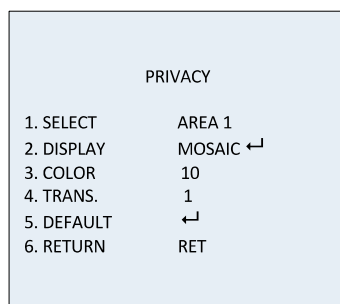 PRIVACY
1. SELECT AREA 1
2. DISPLAY MOSAIC ↵
3. COLOR 10
4. TRANS. 1
5. DEFAULT ↵
6. RETURN RET